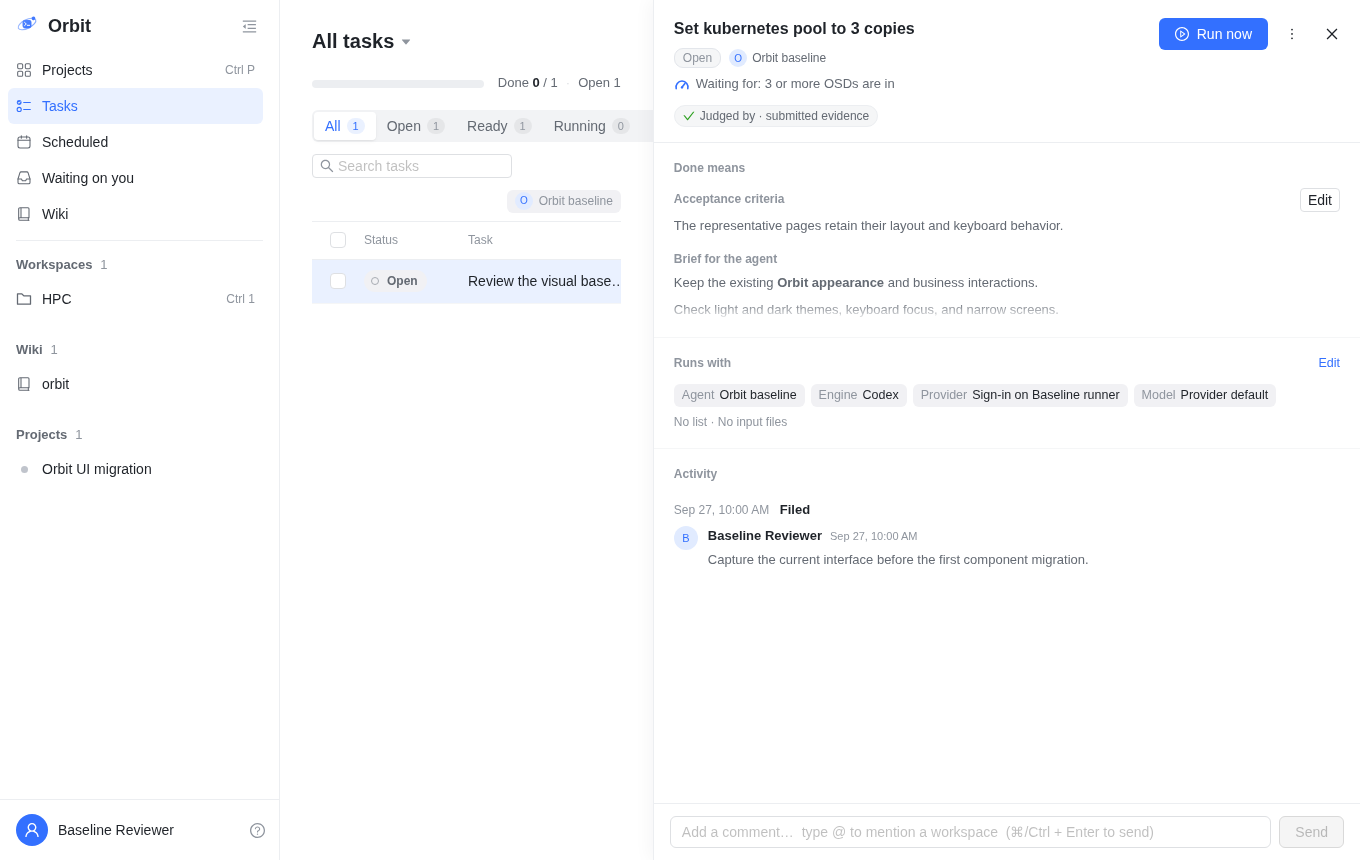 Orbit
Projects Ctrl P
Tasks
Scheduled
Waiting on you
Wiki
Workspaces 1
HPC Ctrl 1
Wiki 1
orbit
Projects 1
Orbit UI migration
Baseline Reviewer
All tasks
Done 0 / 1 · Open 1
All 1 Open 1 Ready 1 Running 0
Search tasks
O Orbit baseline
Status Task
Open Review the visual base…
Set kubernetes pool to 3 copies
Run now
Open O Orbit baseline
Waiting for: 3 or more OSDs are in
Judged by · submitted evidence
Done means
Acceptance criteria
Edit
The representative pages retain their layout and keyboard behavior.
Brief for the agent
Keep the existing Orbit appearance and business interactions.
Check light and dark themes, keyboard focus, and narrow screens.
Runs with Edit
Agent Orbit baseline Engine Codex Provider Sign-in on Baseline runner Model Provider default
No list · No input files
Activity
Sep 27, 10:00 AM Filed
B Baseline Reviewer Sep 27, 10:00 AM
Capture the current interface before the first component migration.
Add a comment… type @ to mention a workspace (⌘/Ctrl + Enter to send)
Send